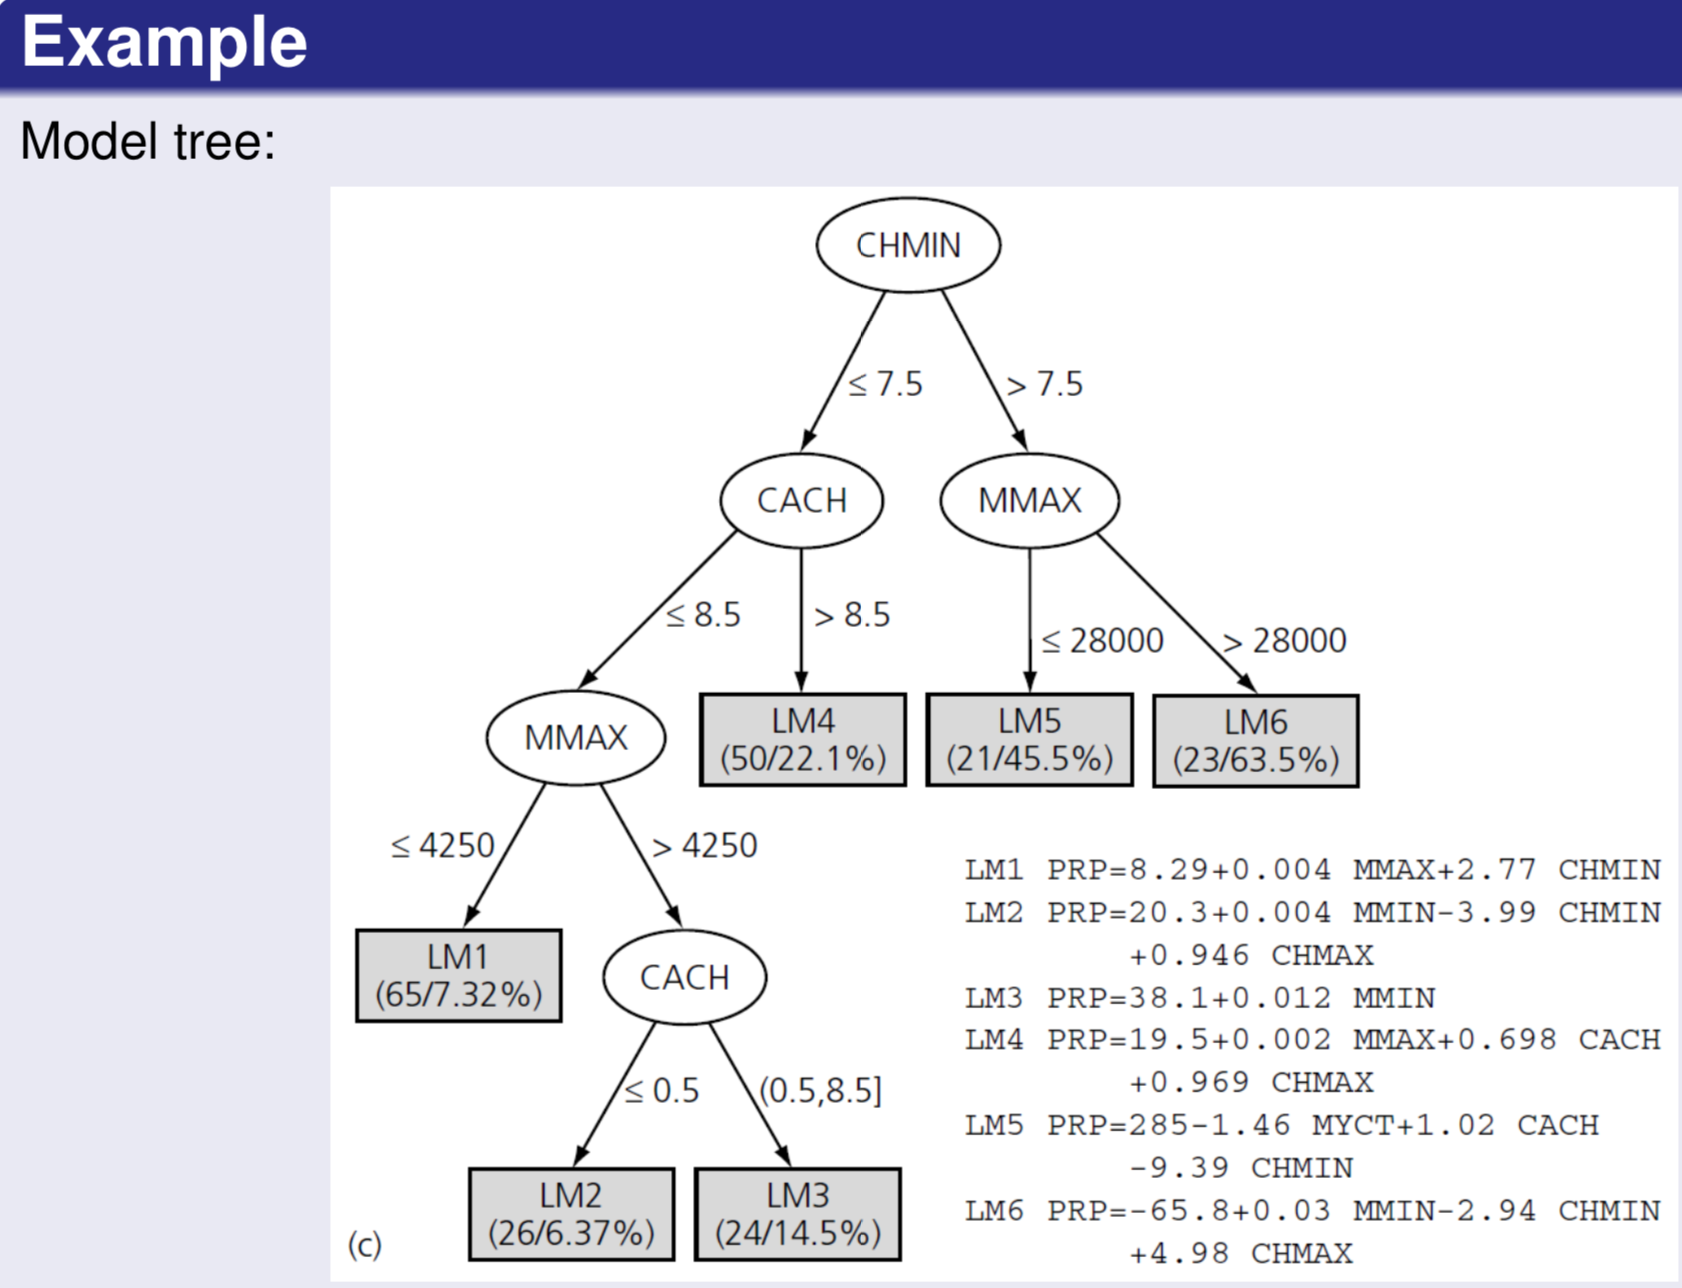 Example
Model tree:
CHMIN
≤ 7.5
> 7.5
CACH
MMAX
≤ 8.5
> 8.5
≤ 28000
> 28000
MMAX
LM4
(50/22.1%)
LM5
(21/45.5%)
LM6
(23/63.5%)
≤ 4250
> 4250
LM1
(65/7.32%)
CACH
≤ 0.5
(0.5,8.5]
LM2
(26/6.37%)
LM3
(24/14.5%)
(c)
LM1 PRP=8.29+0.004 MMAX+2.77 CHMIN
LM2 PRP=20.3+0.004 MMIN-3.99 CHMIN
+0.946 CHMAX
LM3 PRP=38.1+0.012 MMIN
LM4 PRP=19.5+0.002 MMAX+0.698 CACH
+0.969 CHMAX
LM5 PRP=285-1.46 MYCT+1.02 CACH
-9.39 CHMIN
LM6 PRP=-65.8+0.03 MMIN-2.94 CHMIN
+4.98 CHMAX